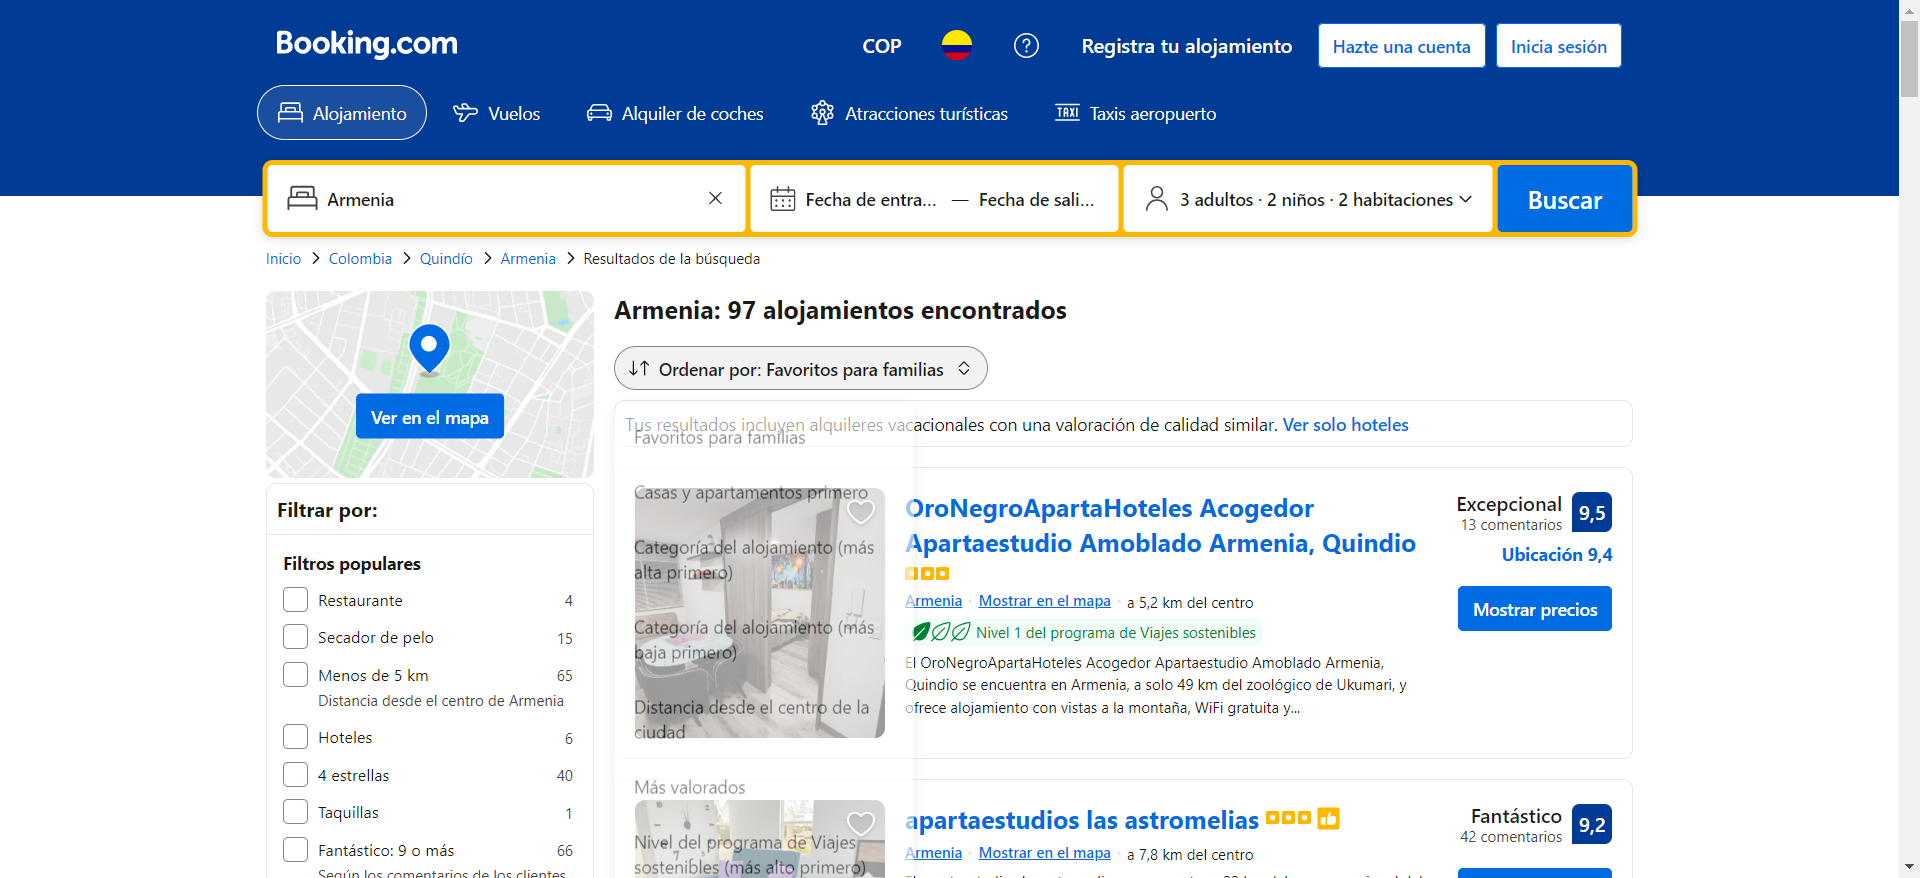 Booking.com
COP
Registra tu alojamiento
Hazte una cuenta
Inicia sesión
Alojamiento
Vuelos
Alquiler de coches
Atracciones turísticas
TAXI
Taxis aeropuerto
Armenia
Fecha de entra... — Fecha de sali...
3 adultos · 2 niños · 2 habitaciones
Buscar
Inicio
Colombia
Quindío
Armenia
Resultados de la búsqueda
Ver en el mapa
Filtrar por:
Filtros populares
Restaurante 4
Secador de pelo 15
Menos de 5 km 65
Distancia desde el centro de Armenia
Hoteles 6
4 estrellas 40
Taquillas 1
Fantástico: 9 o más 66
Según los comentarios de los clientes
Armenia: 97 alojamientos encontrados
Ordenar por: Favoritos para familias
Tus resultados incluyen alquileres vacacionales con una valoración de calidad similar. Ver solo hoteles
Favoritos para familias
Casas y apartamentos primero
Categoría del alojamiento (más
alta primero)
Categoría del alojamiento (más
baja primero)
Distancia desde el centro de la
ciudad
Más valorados
Nivel del programa de Viajes
sostenibles (más alto primero)
OroNegroApartaHoteles Acogedor
Apartaestudio Amoblado Armenia, Quindio
Armenia · Mostrar en el mapa · a 5,2 km del centro
Nivel 1 del programa de Viajes sostenibles
El OroNegroApartaHoteles Acogedor Apartaestudio Amoblado Armenia,
Quindio se encuentra en Armenia, a solo 49 km del zoológico de Ukumari, y
ofrece alojamiento con vistas a la montaña, WiFi gratuita y...
Excepcional
13 comentarios
9,5
Ubicación 9,4
Mostrar precios
apartaestudios las astromelias
Armenia · Mostrar en el mapa · a 7,8 km del centro
Fantástico
42 comentarios
9,2